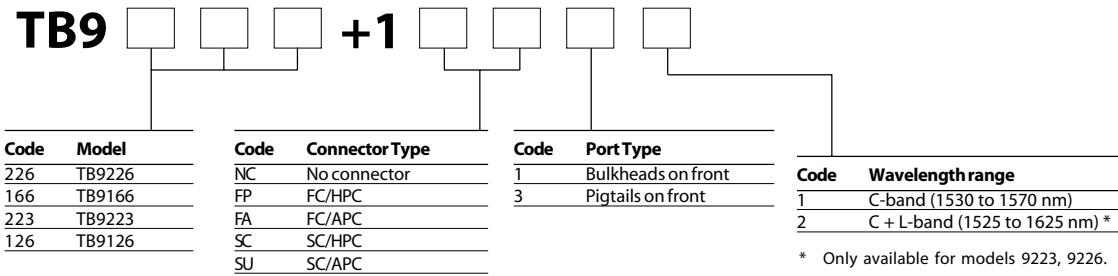 TB9 +1
Code Model
226 TB9226
166 TB9166
223 TB9223
126 TB9126
Code Connector Type
NC No connector
FP FC/HPC
FA FC/APC
SC SC/HPC
SU SC/APC
Code Port Type
1 Bulkheads on front
3 Pigtails on front
Code Wavelength range
1 C-band (1530 to 1570 nm)
2 C + L-band (1525 to 1625 nm) *
* Only available for models 9223, 9226.